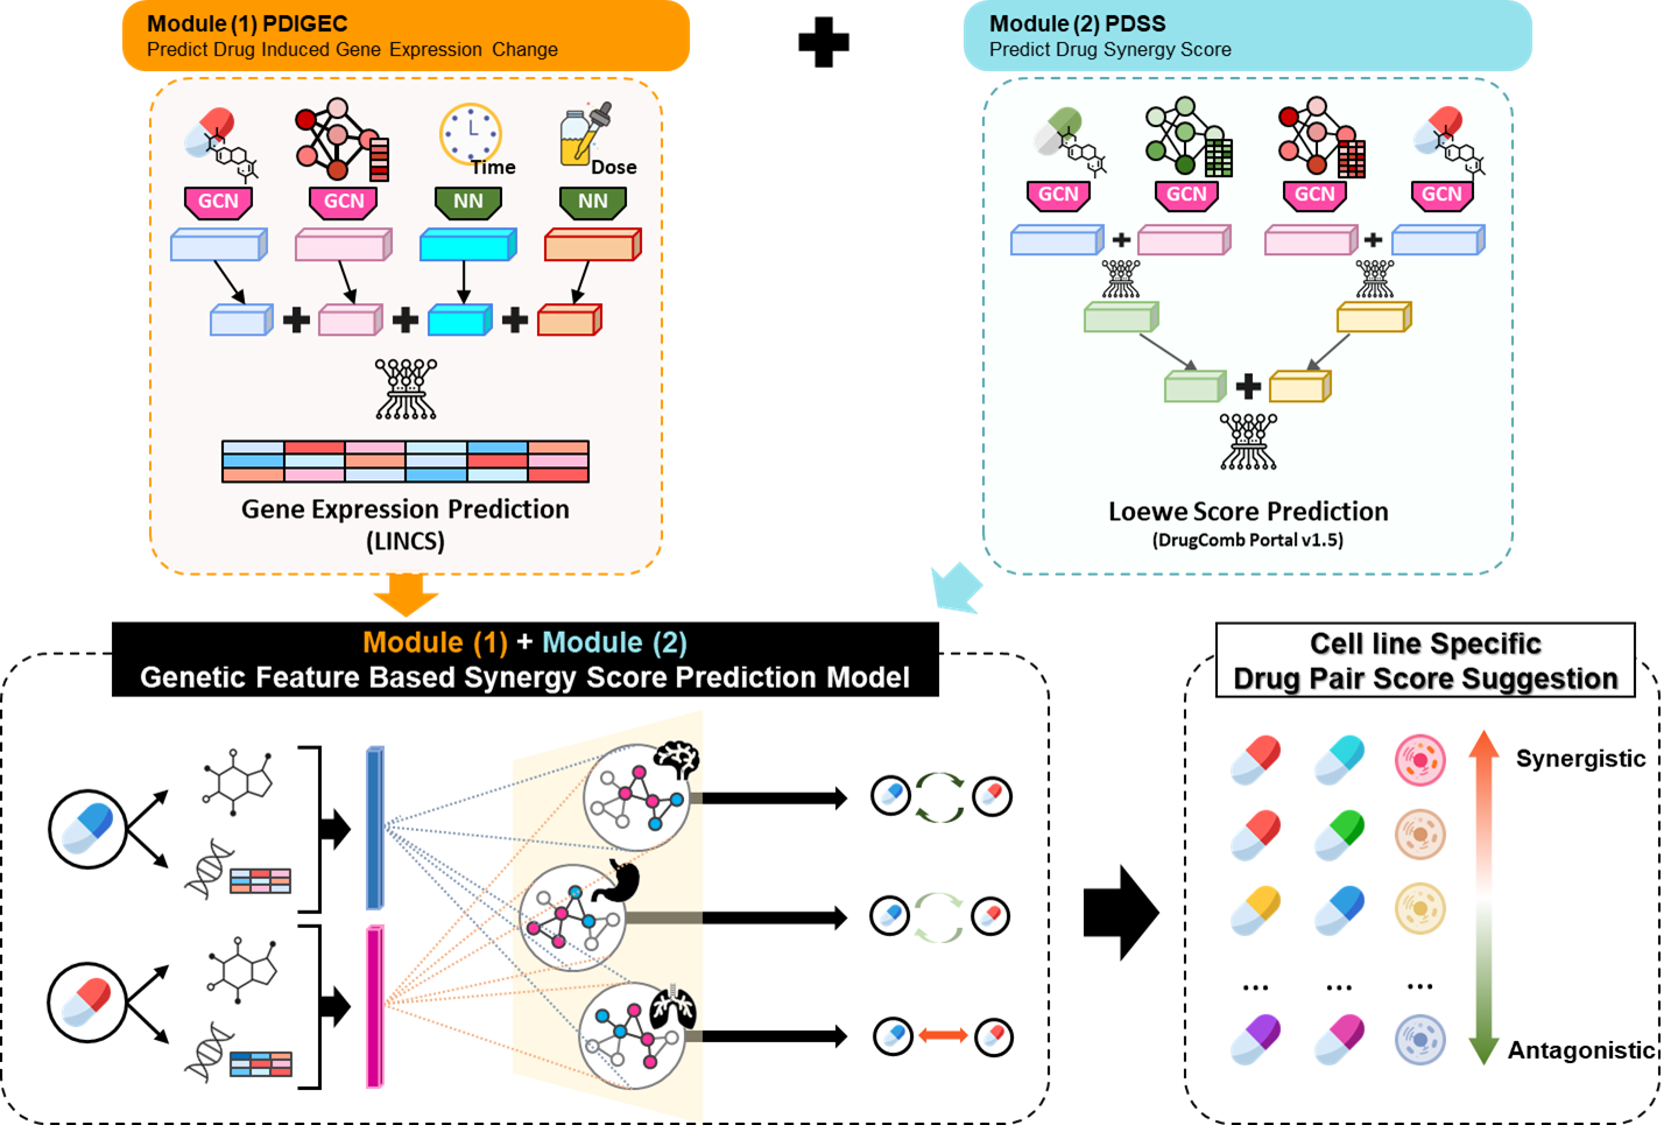 Module (1) PDIGEC
Predict Drug Induced Gene Expression Change
Time
Dose
GCN
GCN
NN
NN
Gene Expression Prediction
(LINCS)
Module (2) PDSS
Predict Drug Synergy Score
GCN
GCN
GCN
GCN
Loewe Score Prediction
(DrugComb Portal v1.5)
Module (1) + Module (2)
Genetic Feature Based Synergy Score Prediction Model
Cell line Specific
Drug Pair Score Suggestion
Synergistic
... ... ...
Antagonistic